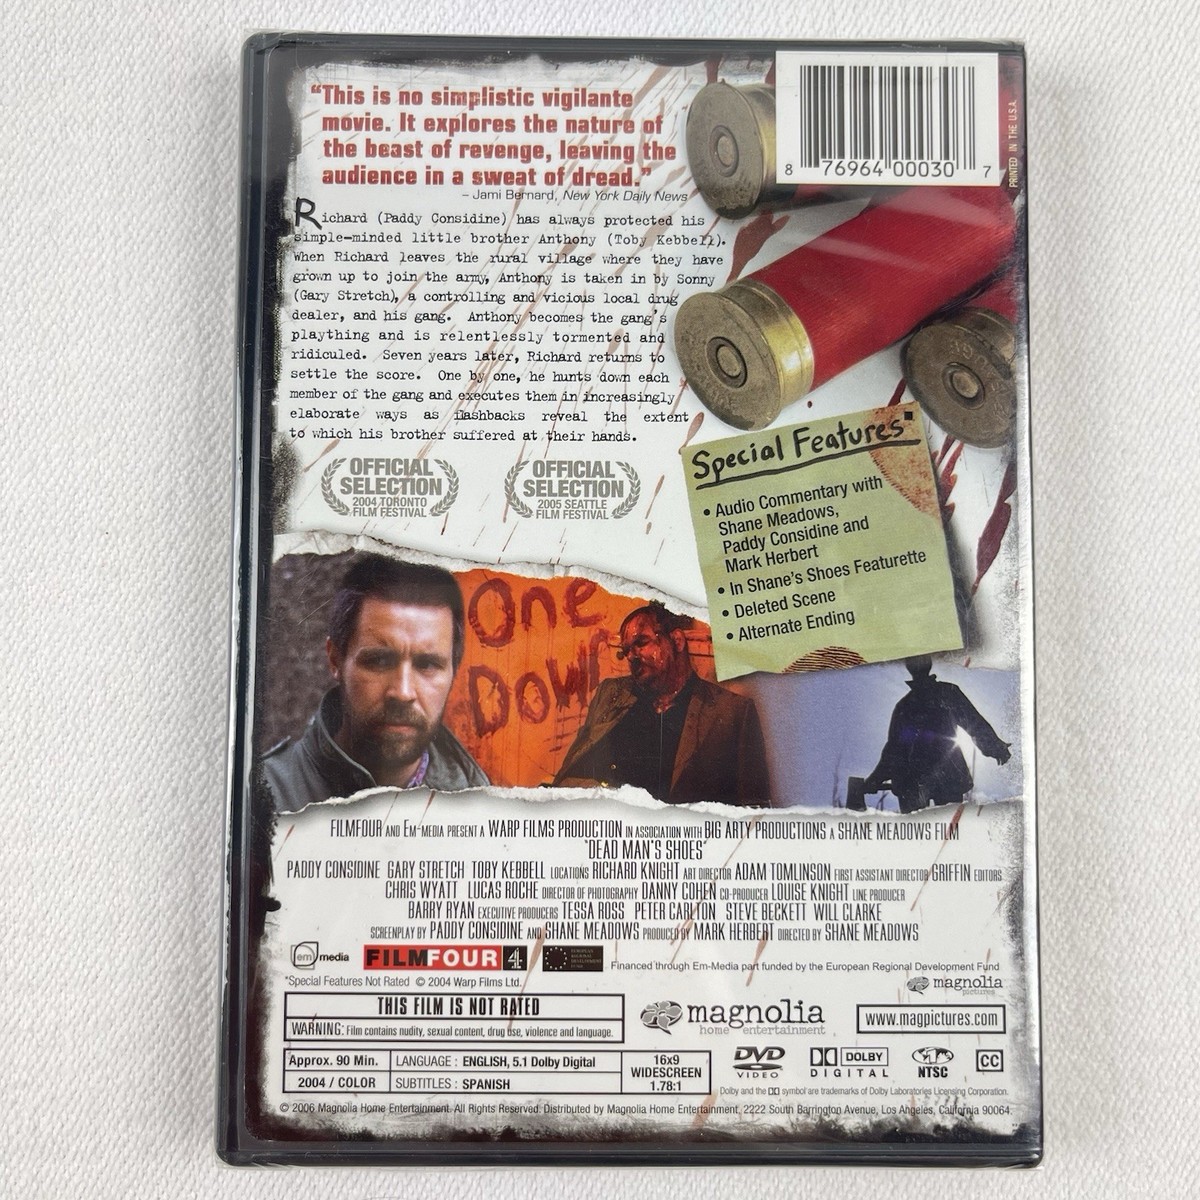 “This is no simplistic vigilante
movie. It explores the nature of
the beast of revenge, leaving the
audience in a sweat of dread.”
– Jami Bernard, New York Daily News
8 76964 00030 7
PRINTED IN THE U.S.A.
Richard (Paddy Considine) has always protected his
simple-minded little brother Anthony (Toby Kebbell).
When Richard leaves the rural village where they have
grown up to join the army, Anthony is taken in by Sonny
(Gary Stretch), a controlling and vicious local drug
dealer, and his gang. Anthony becomes the gang's
plaything and is relentlessly tormented and
ridiculed. Seven years later, Richard returns to
settle the score. One by one, he hunts down each
member of the gang and executes them in increasingly
elaborate ways as flashbacks reveal the extent
to which his brother suffered at their hands.
OFFICIAL
SELECTION
2004 TORONTO
FILM FESTIVAL
OFFICIAL
SELECTION
2005 SEATTLE
FILM FESTIVAL
Special Features*
• Audio Commentary with
Shane Meadows,
Paddy Considine and
Mark Herbert
• In Shane's Shoes Featurette
• Deleted Scene
• Alternate Ending
One
Down
FILMFOUR AND EM-MEDIA PRESENT A WARP FILMS PRODUCTION IN ASSOCIATION WITH BIG ARTY PRODUCTIONS A SHANE MEADOWS FILM
"DEAD MAN'S SHOES"
PADDY CONSIDINE GARY STRETCH TOBY KEBBELL LOCATIONS RICHARD KNIGHT ART DIRECTOR ADAM TOMLINSON FIRST ASSISTANT DIRECTOR GRIFFIN EDITORS
CHRIS WYATT LUCAS ROCHE DIRECTOR OF PHOTOGRAPHY DANNY COHEN CO-PRODUCER LOUISE KNIGHT LINE PRODUCER
BARRY RYAN EXECUTIVE PRODUCERS TESSA ROSS PETER CARLTON STEVE BECKETT WILL CLARKE
SCREENPLAY BY PADDY CONSIDINE AND SHANE MEADOWS PRODUCED BY MARK HERBERT DIRECTED BY SHANE MEADOWS
em media FILMFOUR 4 EUROPEAN REGIONAL DEVELOPMENT FUND Financed through Em-Media part funded by the European Regional Development Fund
*Special Features Not Rated © 2004 Warp Films Ltd.
magnolia
pictures
THIS FILM IS NOT RATED
WARNING: Film contains nudity, sexual content, drug use, violence and language.
magnolia
home entertainment
www.magpictures.com
Approx. 90 Min.
2004 / COLOR
LANGUAGE : ENGLISH, 5.1 Dolby Digital
SUBTITLES : SPANISH
16x9
WIDESCREEN
1.78:1
DVD
VIDEO
DOLBY
DIGITAL
NTSC
CC
Dolby and the symbol are trademarks of Dolby Laboratories Licensing Corporation.
© 2006 Magnolia Home Entertainment. All Rights Reserved. Distributed by Magnolia Home Entertainment, 2222 South Barrington Avenue, Los Angeles, California 90064.